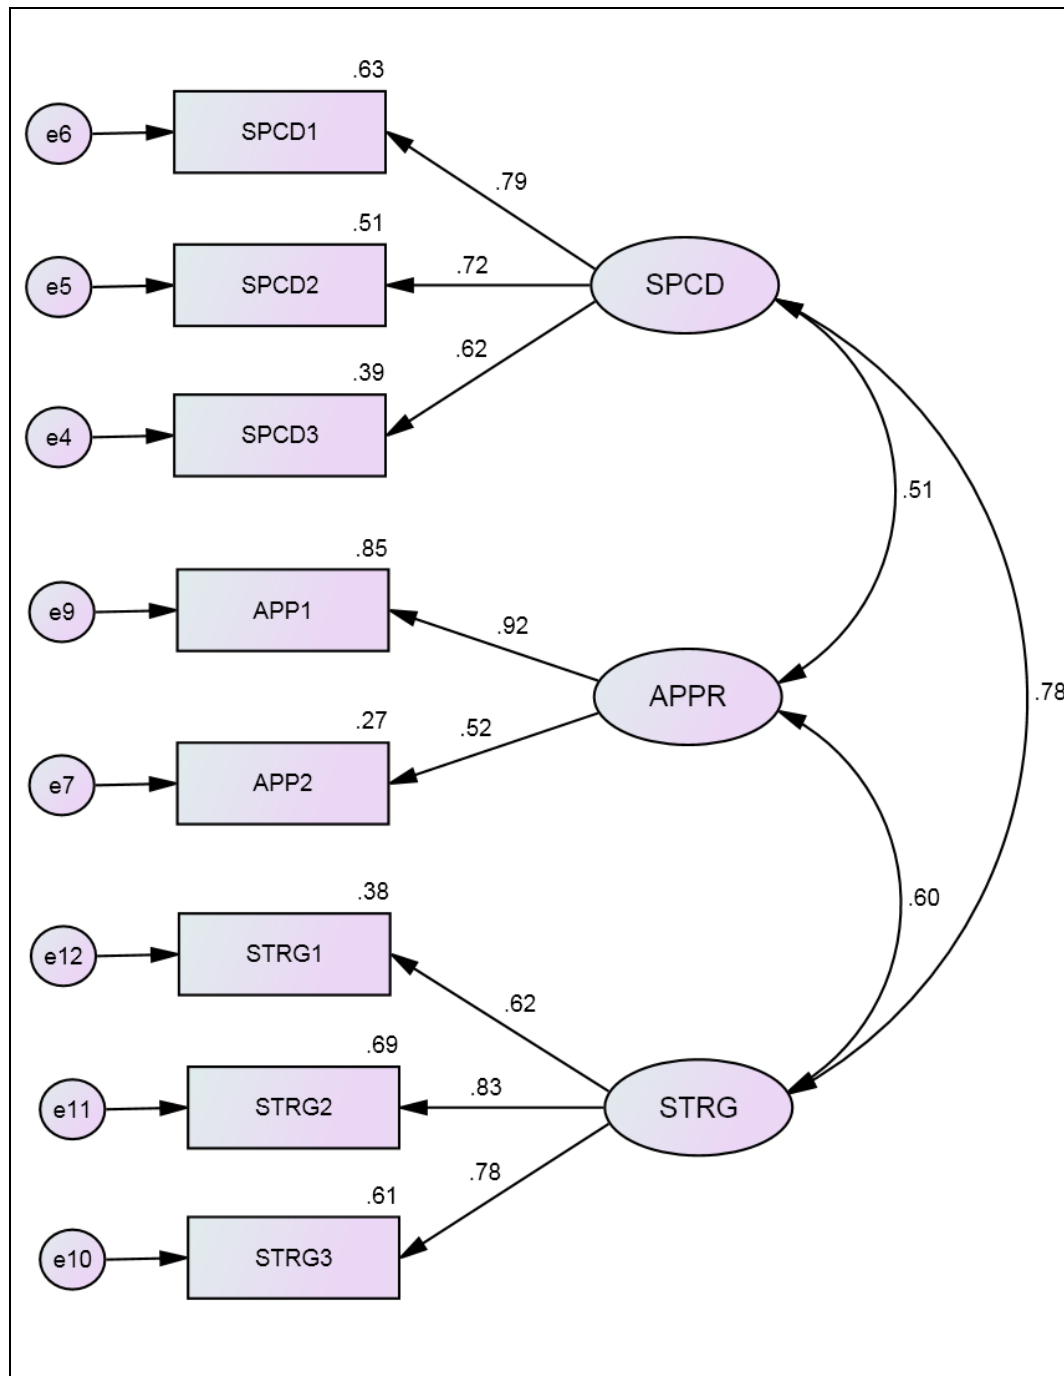 .63
e6
SPCD1
.79
.51
e5
SPCD2
.72
SPCD
.62
.39
e4
SPCD3
.51
.85
e9
APP1
.92
APPR
.78
.27
.52
e7
APP2
.38
.60
e12
STRG1
.62
.69
e11
STRG2
.83
STRG
.78
.61
e10
STRG3